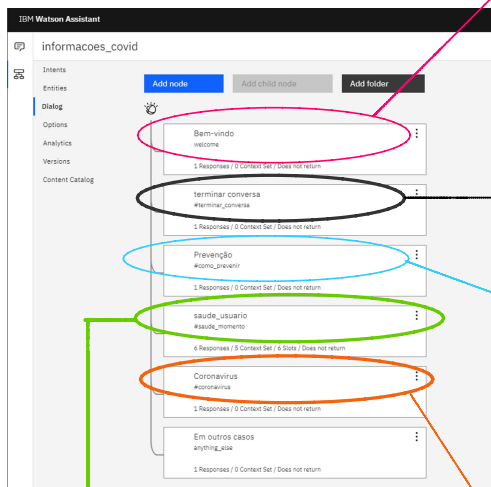 IBM Watson Assistant
informacoes_covid
Intents
Entities
Dialog
Options
Analytics
Versions
Content Catalog
Add node
Add child node
Add folder
Bem-vindo
welcome
1 Responses / 0 Context Set / Does not return
terminar conversa
#terminar_conversa
1 Responses / 0 Context Set / Does not return
Prevenção
#como_prevenir
1 Responses / 0 Context Set / Does not return
saude_usuario
#saude_momento
6 Responses / 5 Context Set / 6 Slots / Does not return
Coronavirus
#coronavirus
1 Responses / 0 Context Set / Does not return
Em outros casos
anything_else
1 Responses / 0 Context Set / Does not return